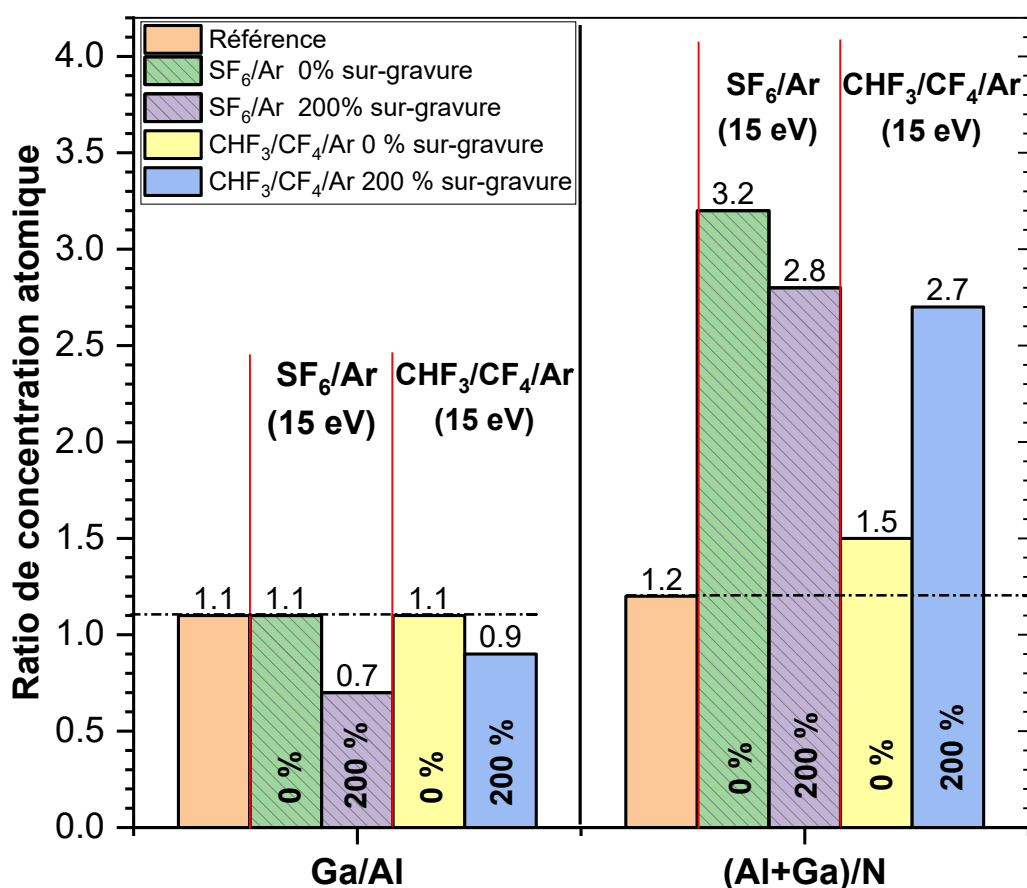 Ratio de concentration atomique
4.0
3.5
3.0
2.5
2.0
1.5
1.0
0.5
0.0
Référence
SF₆/Ar 0% sur-gravure
SF₆/Ar 200% sur-gravure
CHF₃/CF₄/Ar 0 % sur-gravure
CHF₃/CF₄/Ar 200 % sur-gravure
SF₆/Ar
(15 eV)
CHF₃/CF₄/Ar
(15 eV)
1.1
1.1
0.7
1.1
0.9
0 %
200 %
0 %
200 %
SF₆/Ar
(15 eV)
CHF₃/CF₄/Ar
(15 eV)
1.2
3.2
2.8
1.5
2.7
0 %
200 %
0 %
200 %
Ga/Al
(Al+Ga)/N